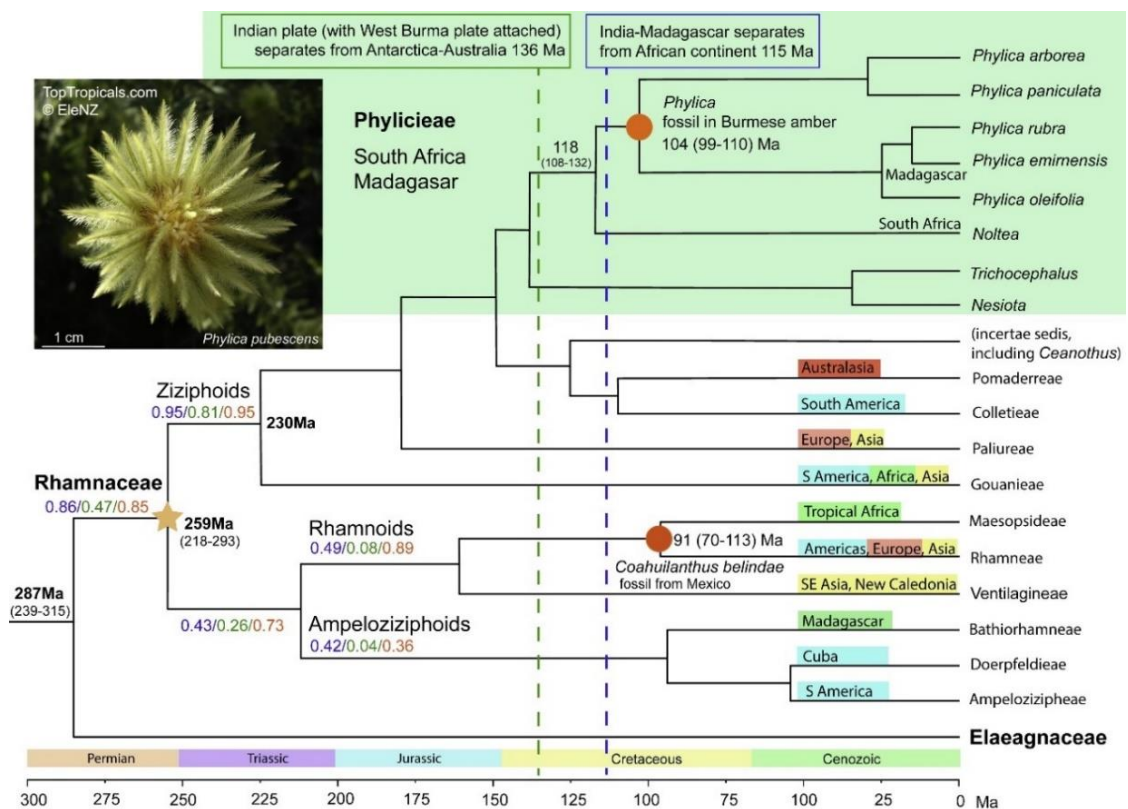 Indian plate (with West Burma plate attached)
separates from Antarctica-Australia 136 Ma
India-Madagascar separates
from African continent 115 Ma
TopTropicals.com
© EleNZ
1 cm
Phylica pubescens
Phylicieae
South Africa
Madagasar
118
(108-132)
Phylica
fossil in Burmese amber
104 (99-110) Ma
Phylica arborea
Phylica paniculata
Phylica rubra
Phylica emirnensis
Madagascar
Phylica oleifolia
South Africa
Noltea
Trichocephalus
Nesiota
(incertae sedis,
including Ceanothus)
Australasia
Pomaderreae
South America
Colletieae
Europe, Asia
Paliureae
S America, Africa, Asia
Gouanieae
Ziziphoids
0.95/0.81/0.95
230Ma
Rhamnaceae
0.86/0.47/0.85
259Ma
(218-293)
Rhamnoids
0.49/0.08/0.89
91 (70-113) Ma
Coahuilanthus belindae
fossil from Mexico
Tropical Africa
Maesopsideae
Americas, Europe, Asia
Rhamneae
SE Asia, New Caledonia
Ventilagineae
287Ma
(239-315)
0.43/0.26/0.73
Ampeloziziphoids
0.42/0.04/0.36
Madagascar
Bathiorhamneae
Cuba
Doerpfeldieae
S America
Ampelozizipheae
Elaeagnaceae
Permian Triassic Jurassic Cretaceous Cenozoic
300 275 250 225 200 175 150 125 100 75 100 25 0 Ma